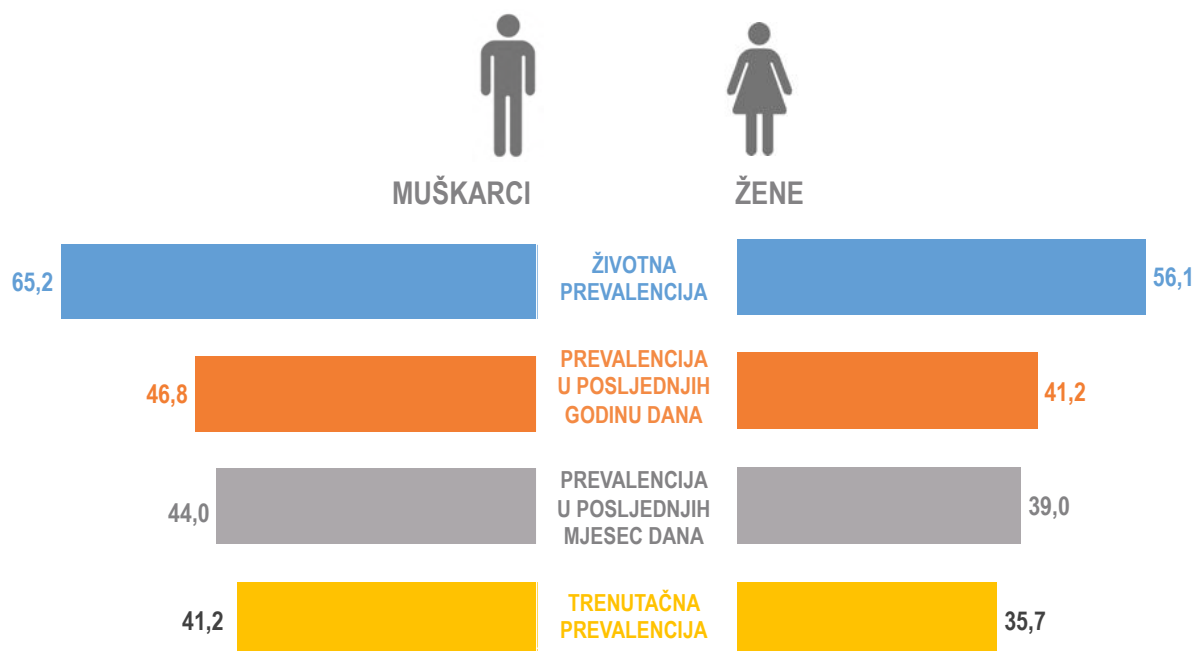 MUŠKARCI
ŽENE
65,2
ŽIVOTNA
PREVALENCIJA
56,1
46,8
PREVALENCIJA
U POSLJEDNJIH
GODINU DANA
41,2
44,0
PREVALENCIJA
U POSLJEDNJIH
MJESEC DANA
39,0
41,2
TRENUTAČNA
PREVALENCIJA
35,7